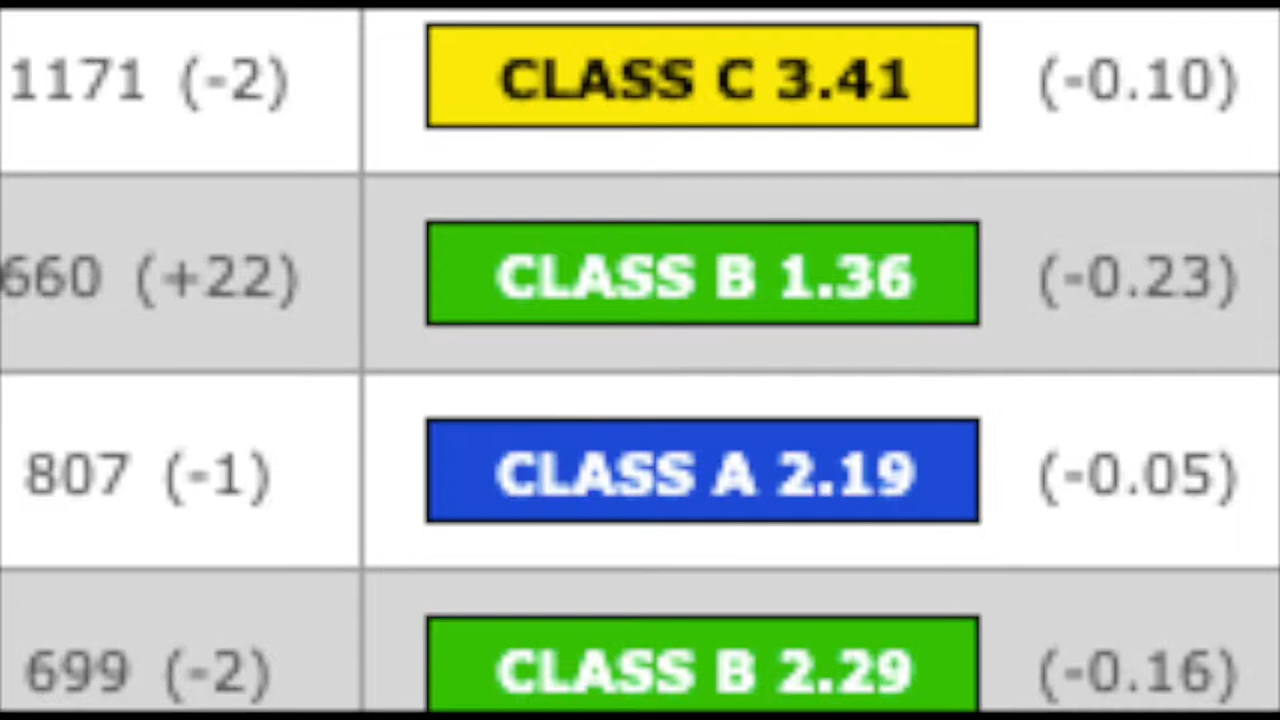 1171 (-2) CLASS C 3.41 (-0.10)
660 (+22) CLASS B 1.36 (-0.23)
807 (-1) CLASS A 2.19 (-0.05)
699 (-2) CLASS B 2.29 (-0.16)